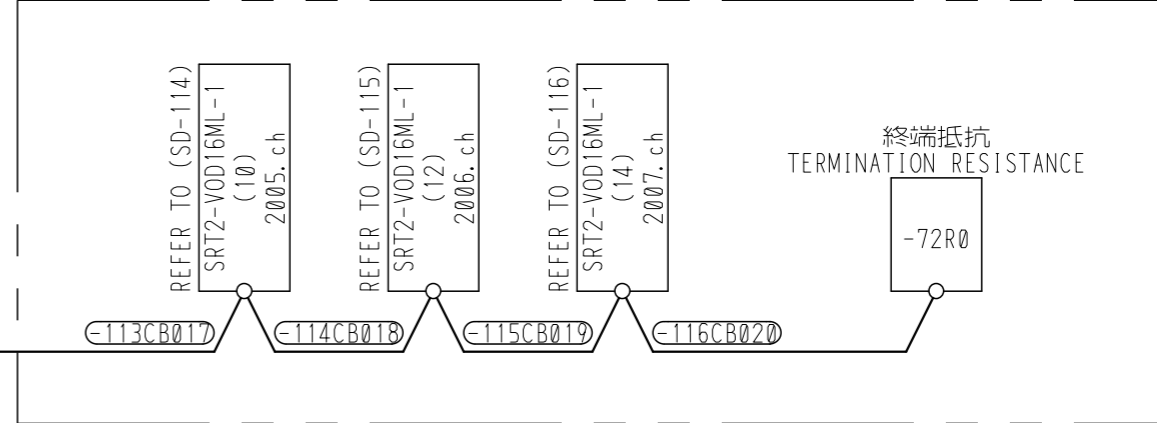 REFER TO (SD-114)
SRT2-VOD16ML-1
(10)
2005.ch
REFER TO (SD-115)
SRT2-VOD16ML-1
(12)
2006.ch
REFER TO (SD-116)
SRT2-VOD16ML-1
(14)
2007.ch
終端抵抗
TERMINATION RESISTANCE
-72R0
-113CB017
-114CB018
-115CB019
-116CB020